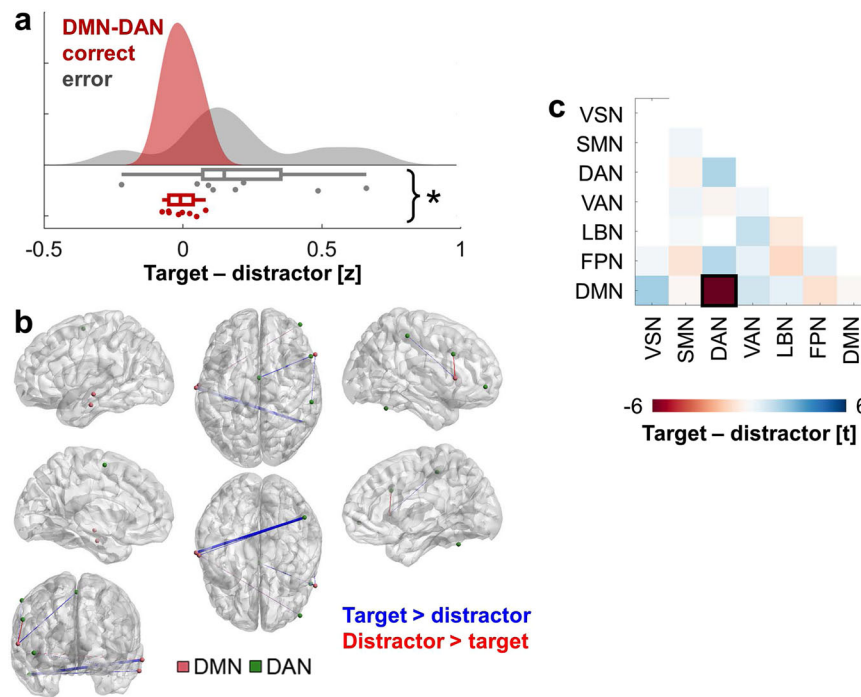 a
DMN-DAN
correct
error
*
-0.5
0
0.5
1
Target – distractor [z]
b
Target > distractor
Distractor > target
DMN
DAN
c
VSN
SMN
DAN
VAN
LBN
FPN
DMN
VSN
SMN
DAN
VAN
LBN
FPN
DMN
-6
6
Target – distractor [t]